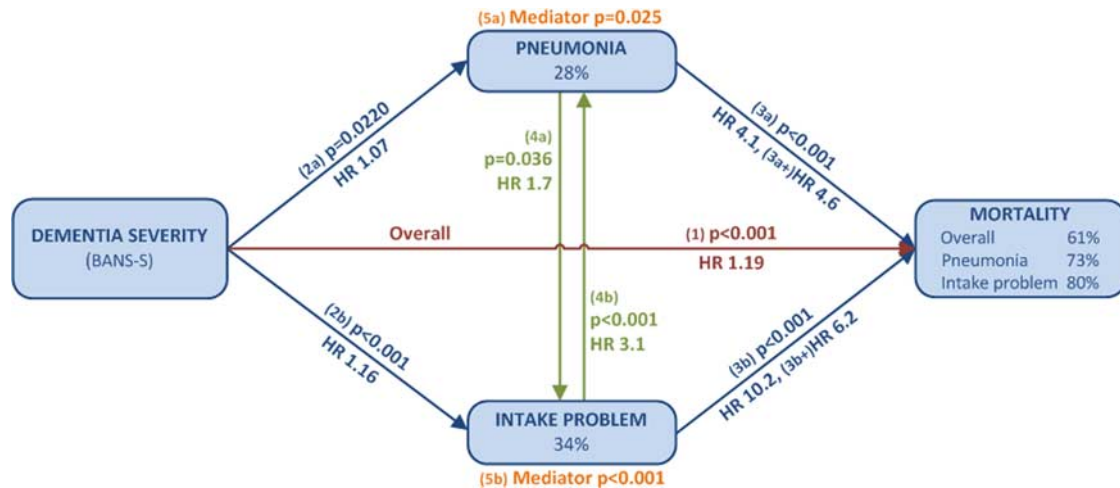 (5a) Mediator p=0.025
PNEUMONIA
28%
(2a) p=0.0220
HR 1.07
(4a)
p=0.036
HR 1.7
(3a) p<0.001
HR 4.1, (3a+)HR 4.6
DEMENTIA SEVERITY
(BANS-S)
Overall
(1) p<0.001
HR 1.19
MORTALITY
Overall 61%
Pneumonia 73%
Intake problem 80%
(2b) p<0.001
HR 1.16
(4b)
p<0.001
HR 3.1
(3b) p<0.001
HR 10.2, (3b+)HR 6.2
INTAKE PROBLEM
34%
(5b) Mediator p<0.001